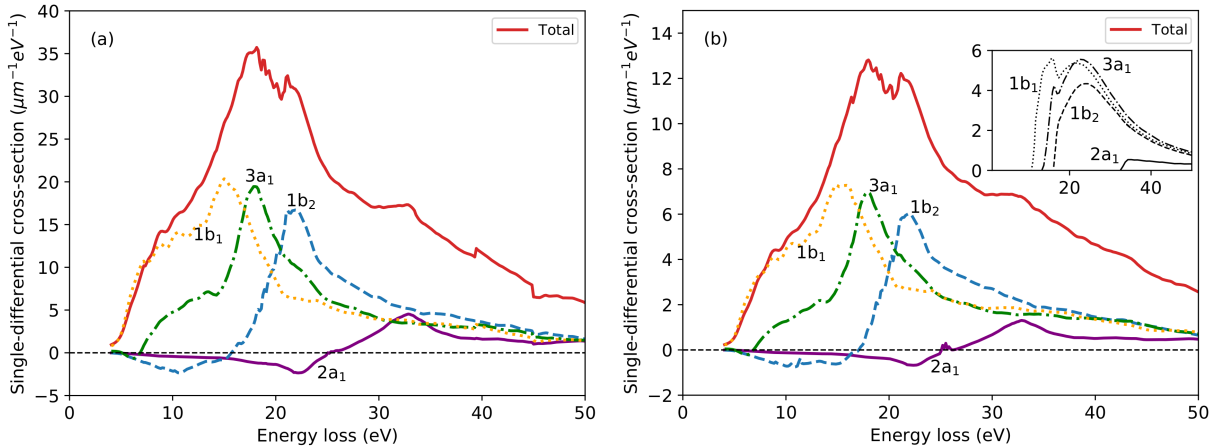 (a)
Total
Single-differential cross-section (μm⁻¹eV⁻¹)
40
35
30
25
20
15
10
5
0
−5
3a₁
1b₂
1b₁
2a₁
0 10 20 30 40 50
Energy loss (eV)
(b)
Total
Single-differential cross-section (μm⁻¹eV⁻¹)
14
12
10
8
6
4
2
0
−2
6
4
2
0
1b₁
3a₁
1b₂
2a₁
20 40
3a₁
1b₂
1b₁
2a₁
0 10 20 30 40 50
Energy loss (eV)